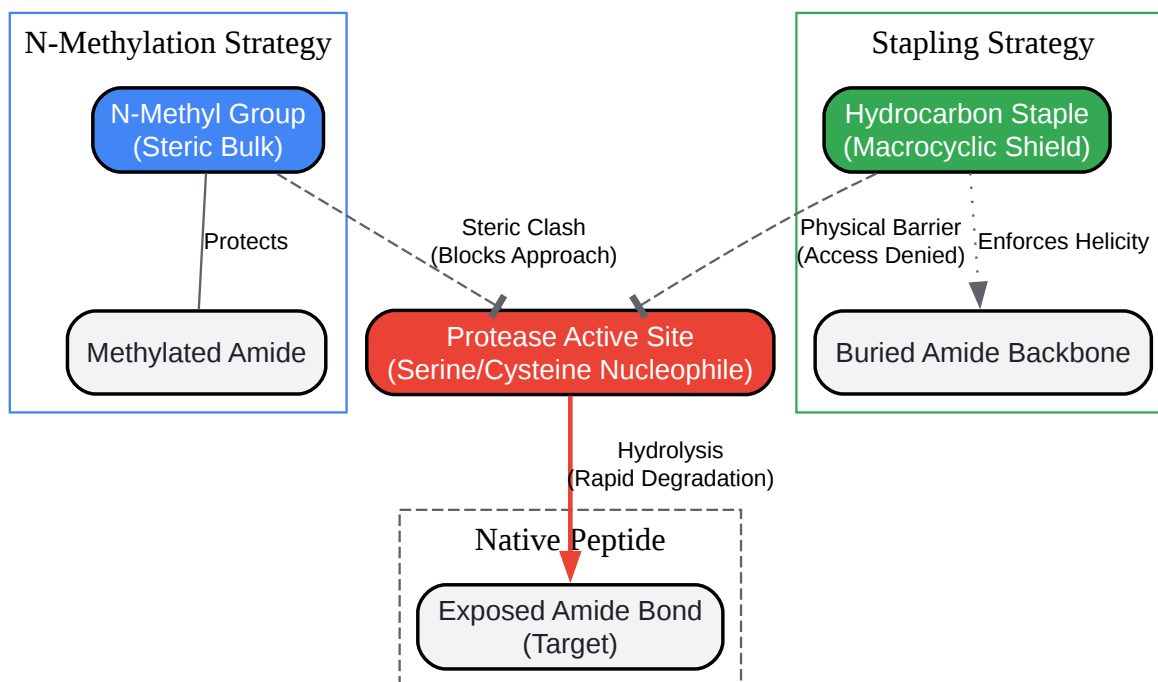 N-Methylation Strategy
Stapling Strategy
N-Methyl Group
(Steric Bulk)
Hydrocarbon Staple
(Macrocyclic Shield)
Protects
Steric Clash
(Blocks Approach)
Physical Barrier
(Access Denied)
Enforces Helicity
Methylated Amide
Protease Active Site
(Serine/Cysteine Nucleophile)
Buried Amide Backbone
Hydrolysis
(Rapid Degradation)
Native Peptide
Exposed Amide Bond
(Target)